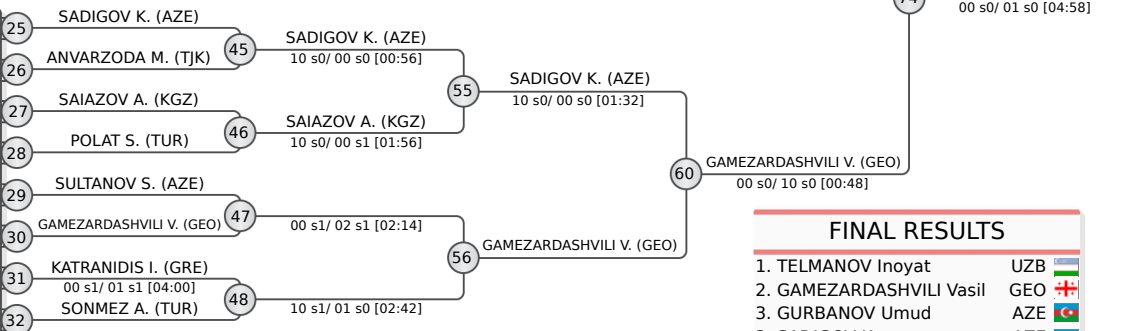 74
00 s0/ 01 s0 [04:58]
25
SADIGOV K. (AZE)
45
SADIGOV K. (AZE)
10 s0/ 00 s0 [00:56]
26
ANVARZODA M. (TJK)
55
SADIGOV K. (AZE)
10 s0/ 00 s0 [01:32]
27
SAIAZOV A. (KGZ)
46
SAIAZOV A. (KGZ)
10 s0/ 00 s1 [01:56]
28
POLAT S. (TUR)
60
GAMEZARDASHVILI V. (GEO)
00 s0/ 10 s0 [00:48]
29
SULTANOV S. (AZE)
47
00 s1/ 02 s1 [02:14]
30
GAMEZARDASHVILI V. (GEO)
56
GAMEZARDASHVILI V. (GEO)
31
KATRANIDIS I. (GRE)
00 s1/ 01 s1 [04:00]
48
10 s1/ 01 s0 [02:42]
32
SONMEZ A. (TUR)
FINAL RESULTS
1. TELMANOV Inoyat UZB
2. GAMEZARDASHVILI Vasil GEO
3. GURBANOV Umud AZE